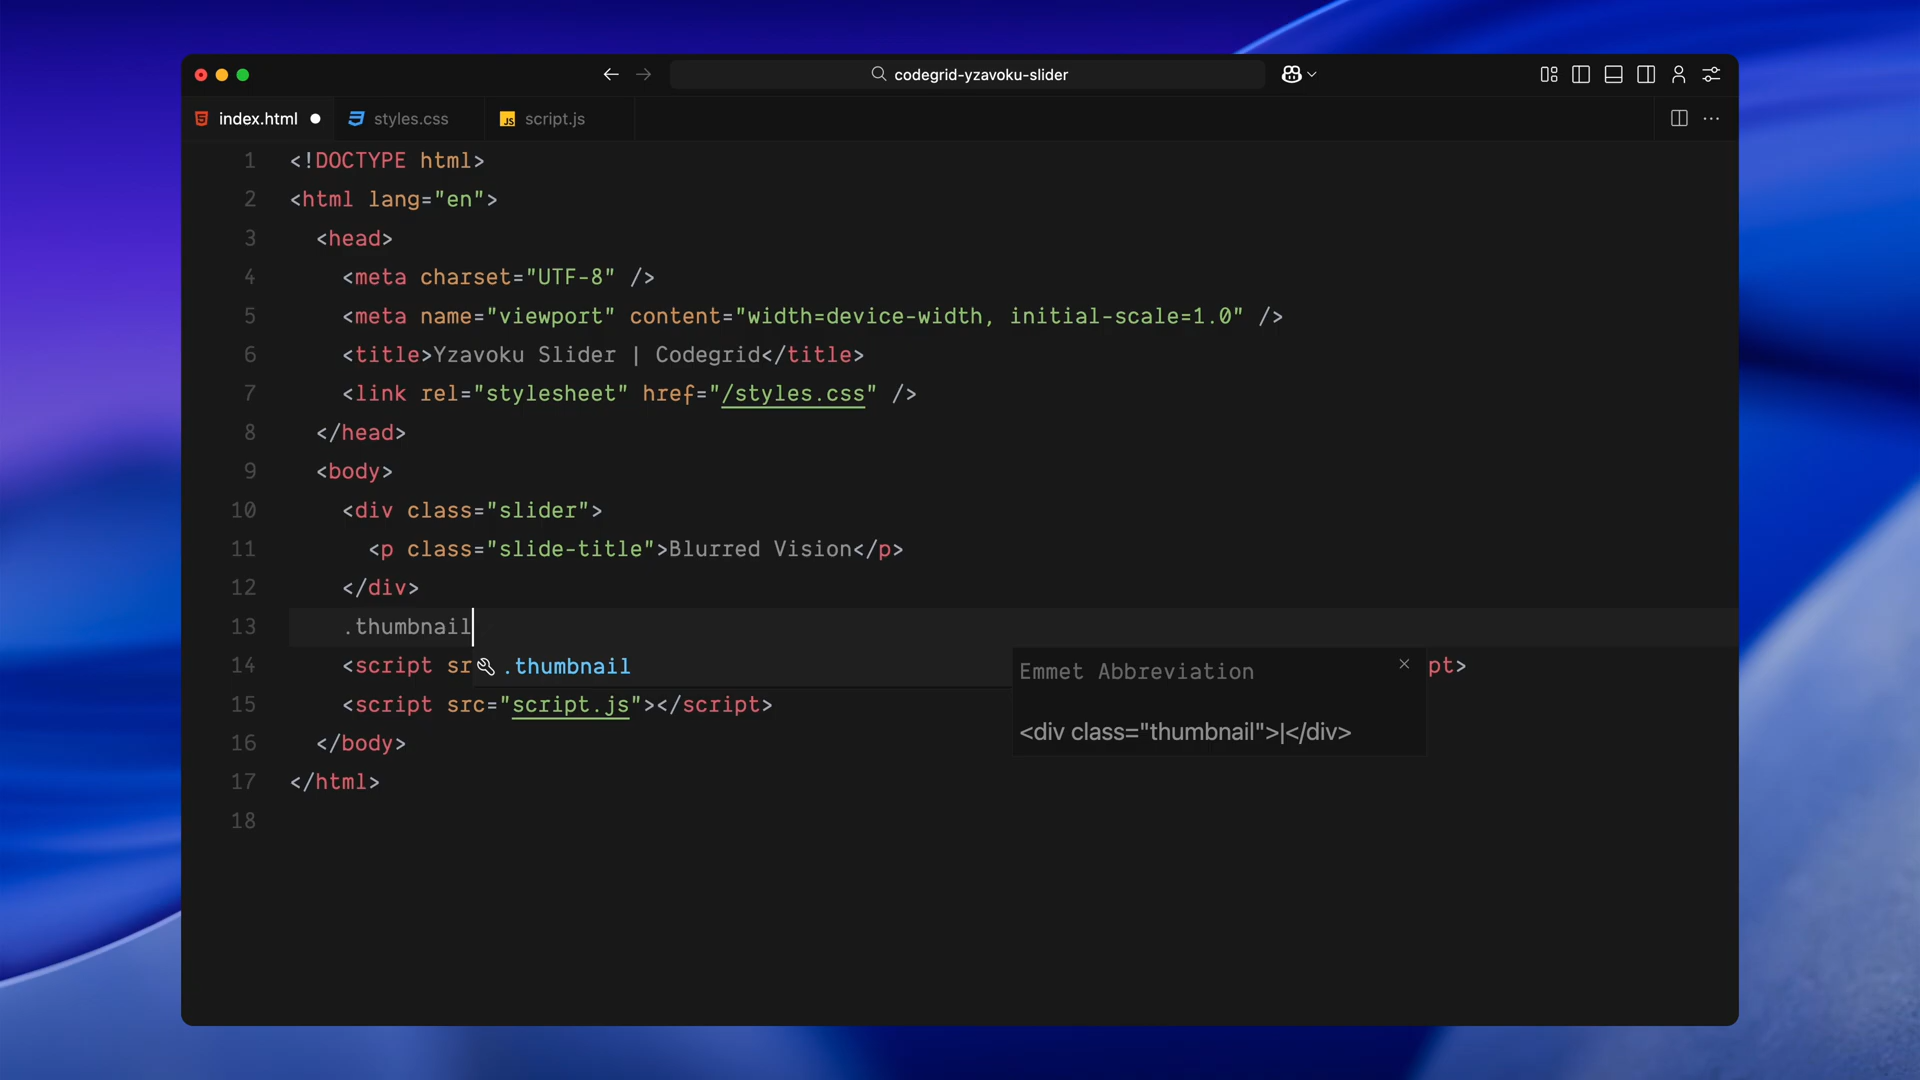 codegrid-yzavoku-slider
index.html
styles.css
JS script.js
1 <!DOCTYPE html>
2 <html lang="en">
3 <head>
4 <meta charset="UTF-8" />
5 <meta name="viewport" content="width=device-width, initial-scale=1.0" />
6 <title>Yzavoku Slider | Codegrid</title>
7 <link rel="stylesheet" href="/styles.css" />
8 </head>
9 <body>
10 <div class="slider">
11 <p class="slide-title">Blurred Vision</p>
12 </div>
13 .thumbnail
14 <script sr pt>
.thumbnail
Emmet Abbreviation
<div class="thumbnail">|</div>
15 <script src="script.js"></script>
16 </body>
17 </html>
18